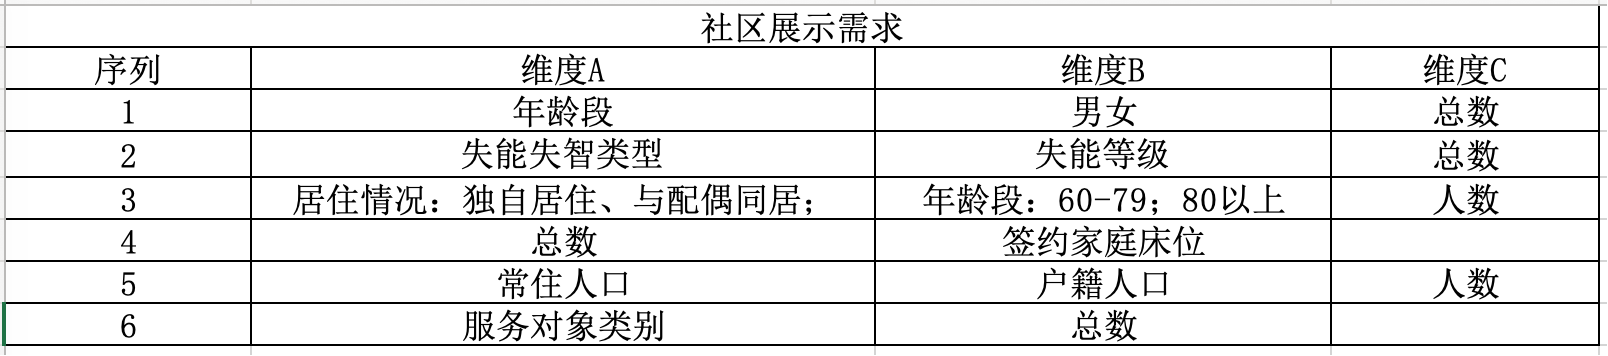 社区展示需求
序列 维度A 维度B 维度C
1 年龄段 男女 总数
2 失能失智类型 失能等级 总数
3 居住情况：独自居住、与配偶同居； 年龄段：60-79；80以上 人数
4 总数 签约家庭床位
5 常住人口 户籍人口 人数
6 服务对象类别 总数